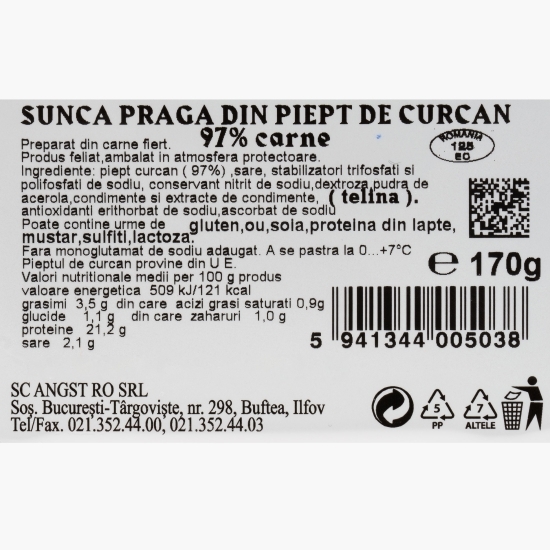 SUNCA PRAGA DIN PIEPT DE CURCAN
97% carne
Preparat din carne fiert.
Produs feliat,ambalat in atmosfera protectoare.
Ingrediente: piept curcan ( 97%) ,sare, stabilizatori trifosfati si
polifosfati de sodiu, conservant nitrit de sodiu,dextroza,pudra de
acerola,condimente si extracte de condimente, ( telina ).
antioxidanti erithorbat de sodiu,ascorbat de sodiu
Poate contine urme de gluten,ou,soia,proteina din lapte,
mustar,sulfiti,lactoza.
Fara monoglutamat de sodiu adaugat. A se pastra la 0...+7°C
Pieptul de curcan provine din U E.
Valori nutritionale medii per 100 g produs
valoare energetica 509 kJ/121 kcal
grasimi 3,5 g din care acizi grasi saturati 0,9g
glucide 1,1 g din care zaharuri 1,0 g
proteine 21,2 g
sare 2,1 g
ROMANIA
125
EC
e 170g
5 941344 005038
SC ANGST RO SRL
Șoș. București-Târgoviște, nr. 298, Buftea, Ilfov
Tel/Fax. 021.352.44.00, 021.352.44.03
5
PP
7
ALTELE